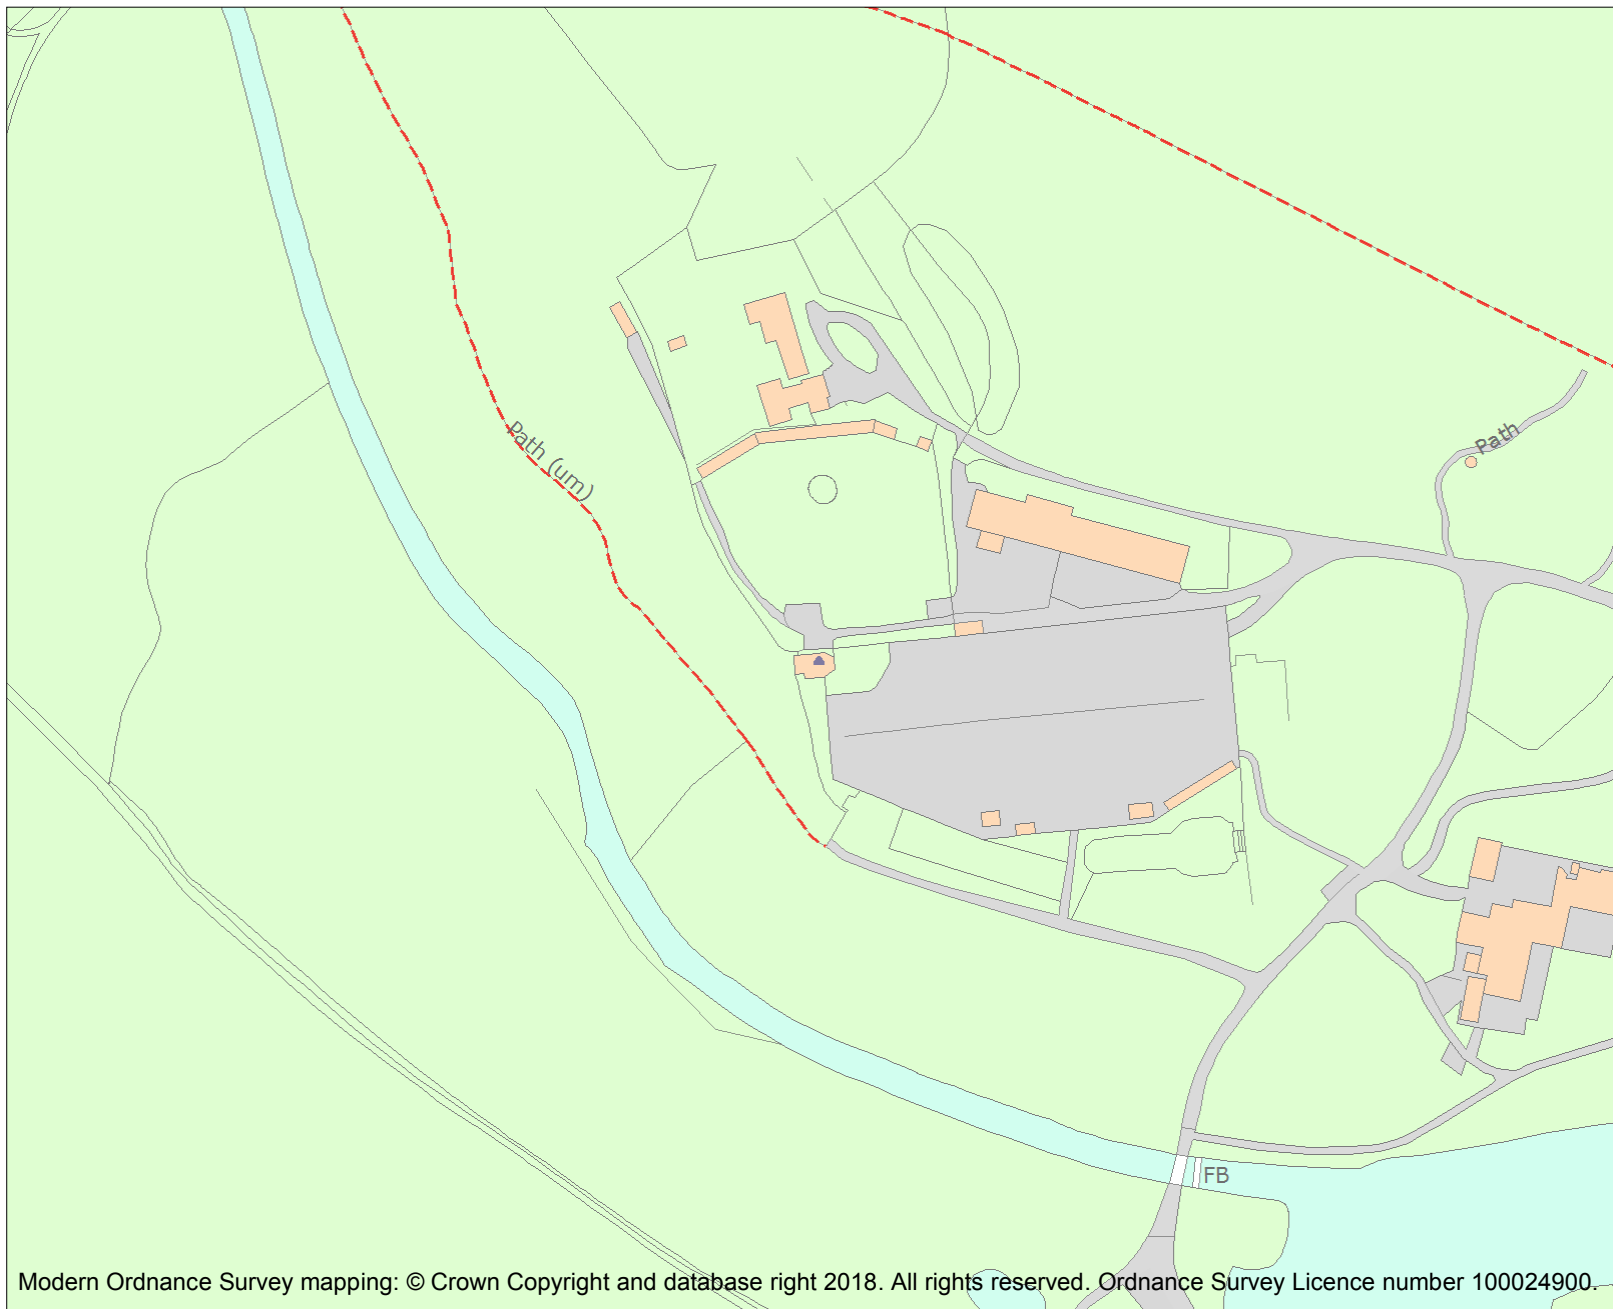 Path
Path (um)
FB
Modern Ordnance Survey mapping: © Crown Copyright and database right 2018. All rights reserved. Ordnance Survey Licence number 100024900.